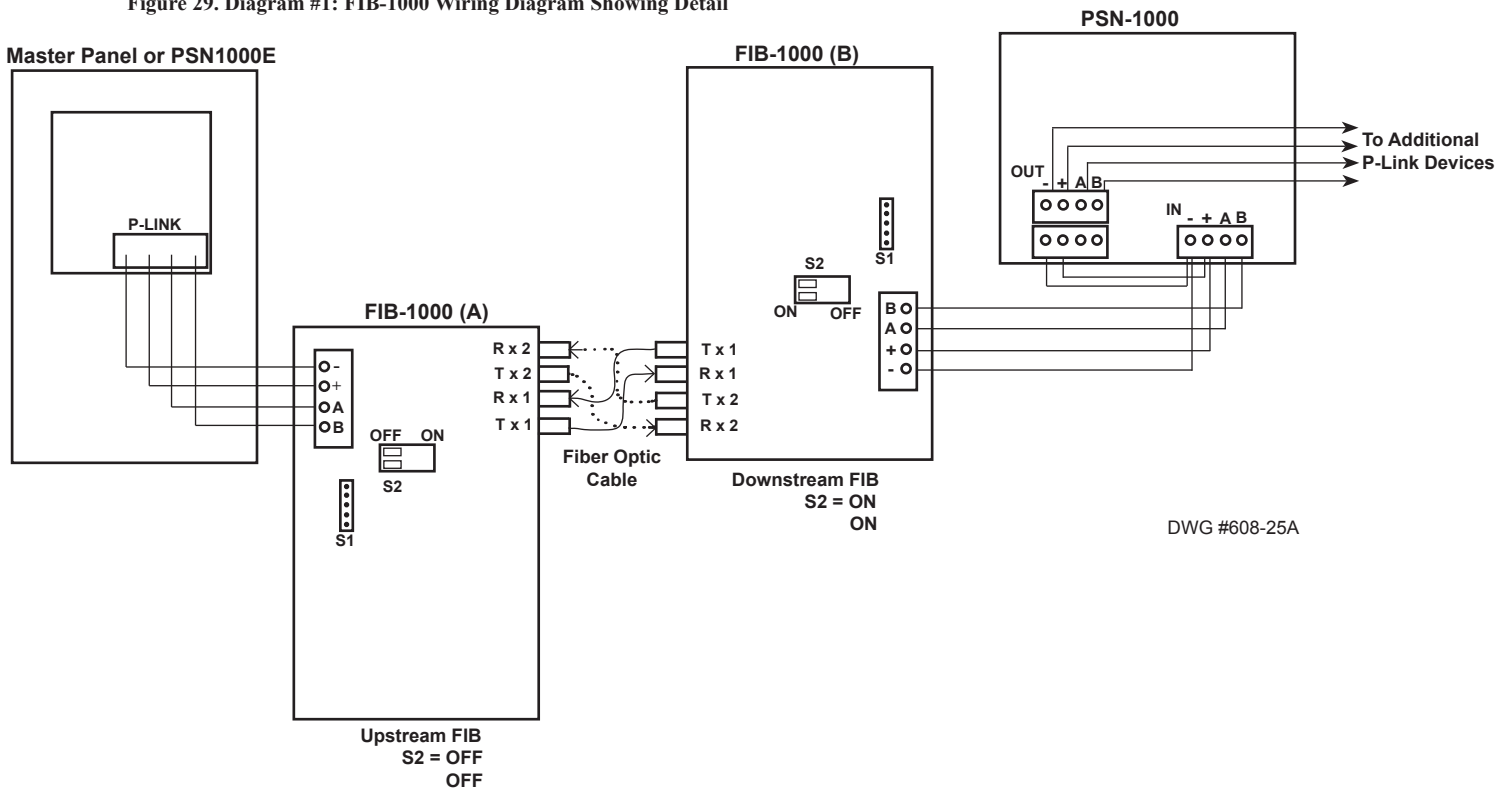 Figure 29. Diagram #1: FIB-1000 Wiring Diagram Showing Detail
Master Panel or PSN1000E
P-LINK
FIB-1000 (A)
-
+
A
B
OFF ON
S2
S1
R x 2
T x 2
R x 1
T x 1
Upstream FIB
S2 = OFF
OFF
Fiber Optic
Cable
FIB-1000 (B)
S1
S2
ON OFF
B
A
+
-
T x 1
R x 1
T x 2
R x 2
Downstream FIB
S2 = ON
ON
PSN-1000
OUT
- + A B
IN
- + A B
To Additional
P-Link Devices
DWG #608-25A